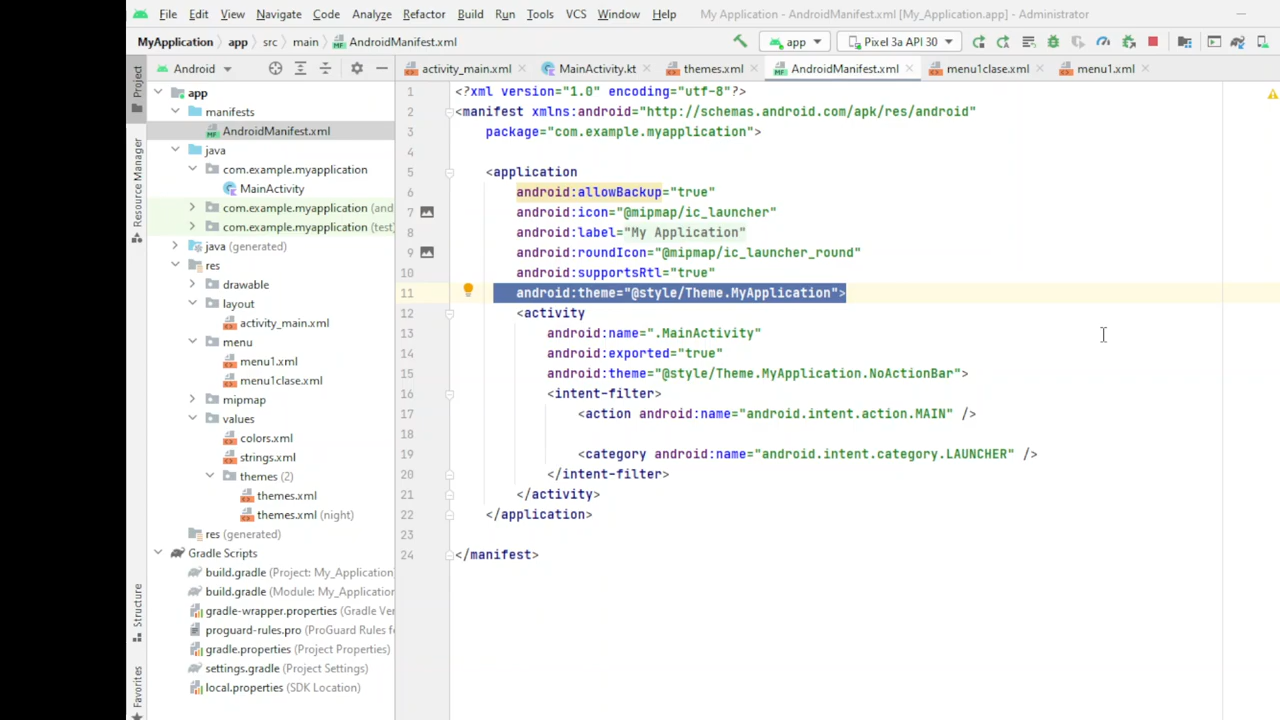 File Edit View Navigate Code Analyze Refactor Build Run Tools VCS Window Help My Application - AndroidManifest.xml [My_Application.app] - Administrator
MyApplication app src main AndroidManifest.xml app Pixel 3a API 30
Project Android activity_main.xml MainActivity.kt themes.xml AndroidManifest.xml menu1clase.xml menu1.xml
Resource Manager
Structure
Favorites
app
manifests
AndroidManifest.xml
java
com.example.myapplication
MainActivity
com.example.myapplication (and
com.example.myapplication (test)
java (generated)
res
drawable
layout
activity_main.xml
menu
menu1.xml
menu1clase.xml
mipmap
values
colors.xml
strings.xml
themes (2)
themes.xml
themes.xml (night)
res (generated)
Gradle Scripts
build.gradle (Project: My_Application)
build.gradle (Module: My_Application
gradle-wrapper.properties (Gradle Ver
proguard-rules.pro (ProGuard Rules fo
gradle.properties (Project Properties)
settings.gradle (Project Settings)
local.properties (SDK Location)
1 <?xml version="1.0" encoding="utf-8"?>
2 <manifest xmlns:android="http://schemas.android.com/apk/res/android"
3 package="com.example.myapplication">
4
5 <application
6 android:allowBackup="true"
7 android:icon="@mipmap/ic_launcher"
8 android:label="My Application"
9 android:roundIcon="@mipmap/ic_launcher_round"
10 android:supportsRtl="true"
11 android:theme="@style/Theme.MyApplication">
12 <activity
13 android:name=".MainActivity"
14 android:exported="true"
15 android:theme="@style/Theme.MyApplication.NoActionBar">
16 <intent-filter>
17 <action android:name="android.intent.action.MAIN" />
18
19 <category android:name="android.intent.category.LAUNCHER" />
20 </intent-filter>
21 </activity>
22 </application>
23
24 </manifest>